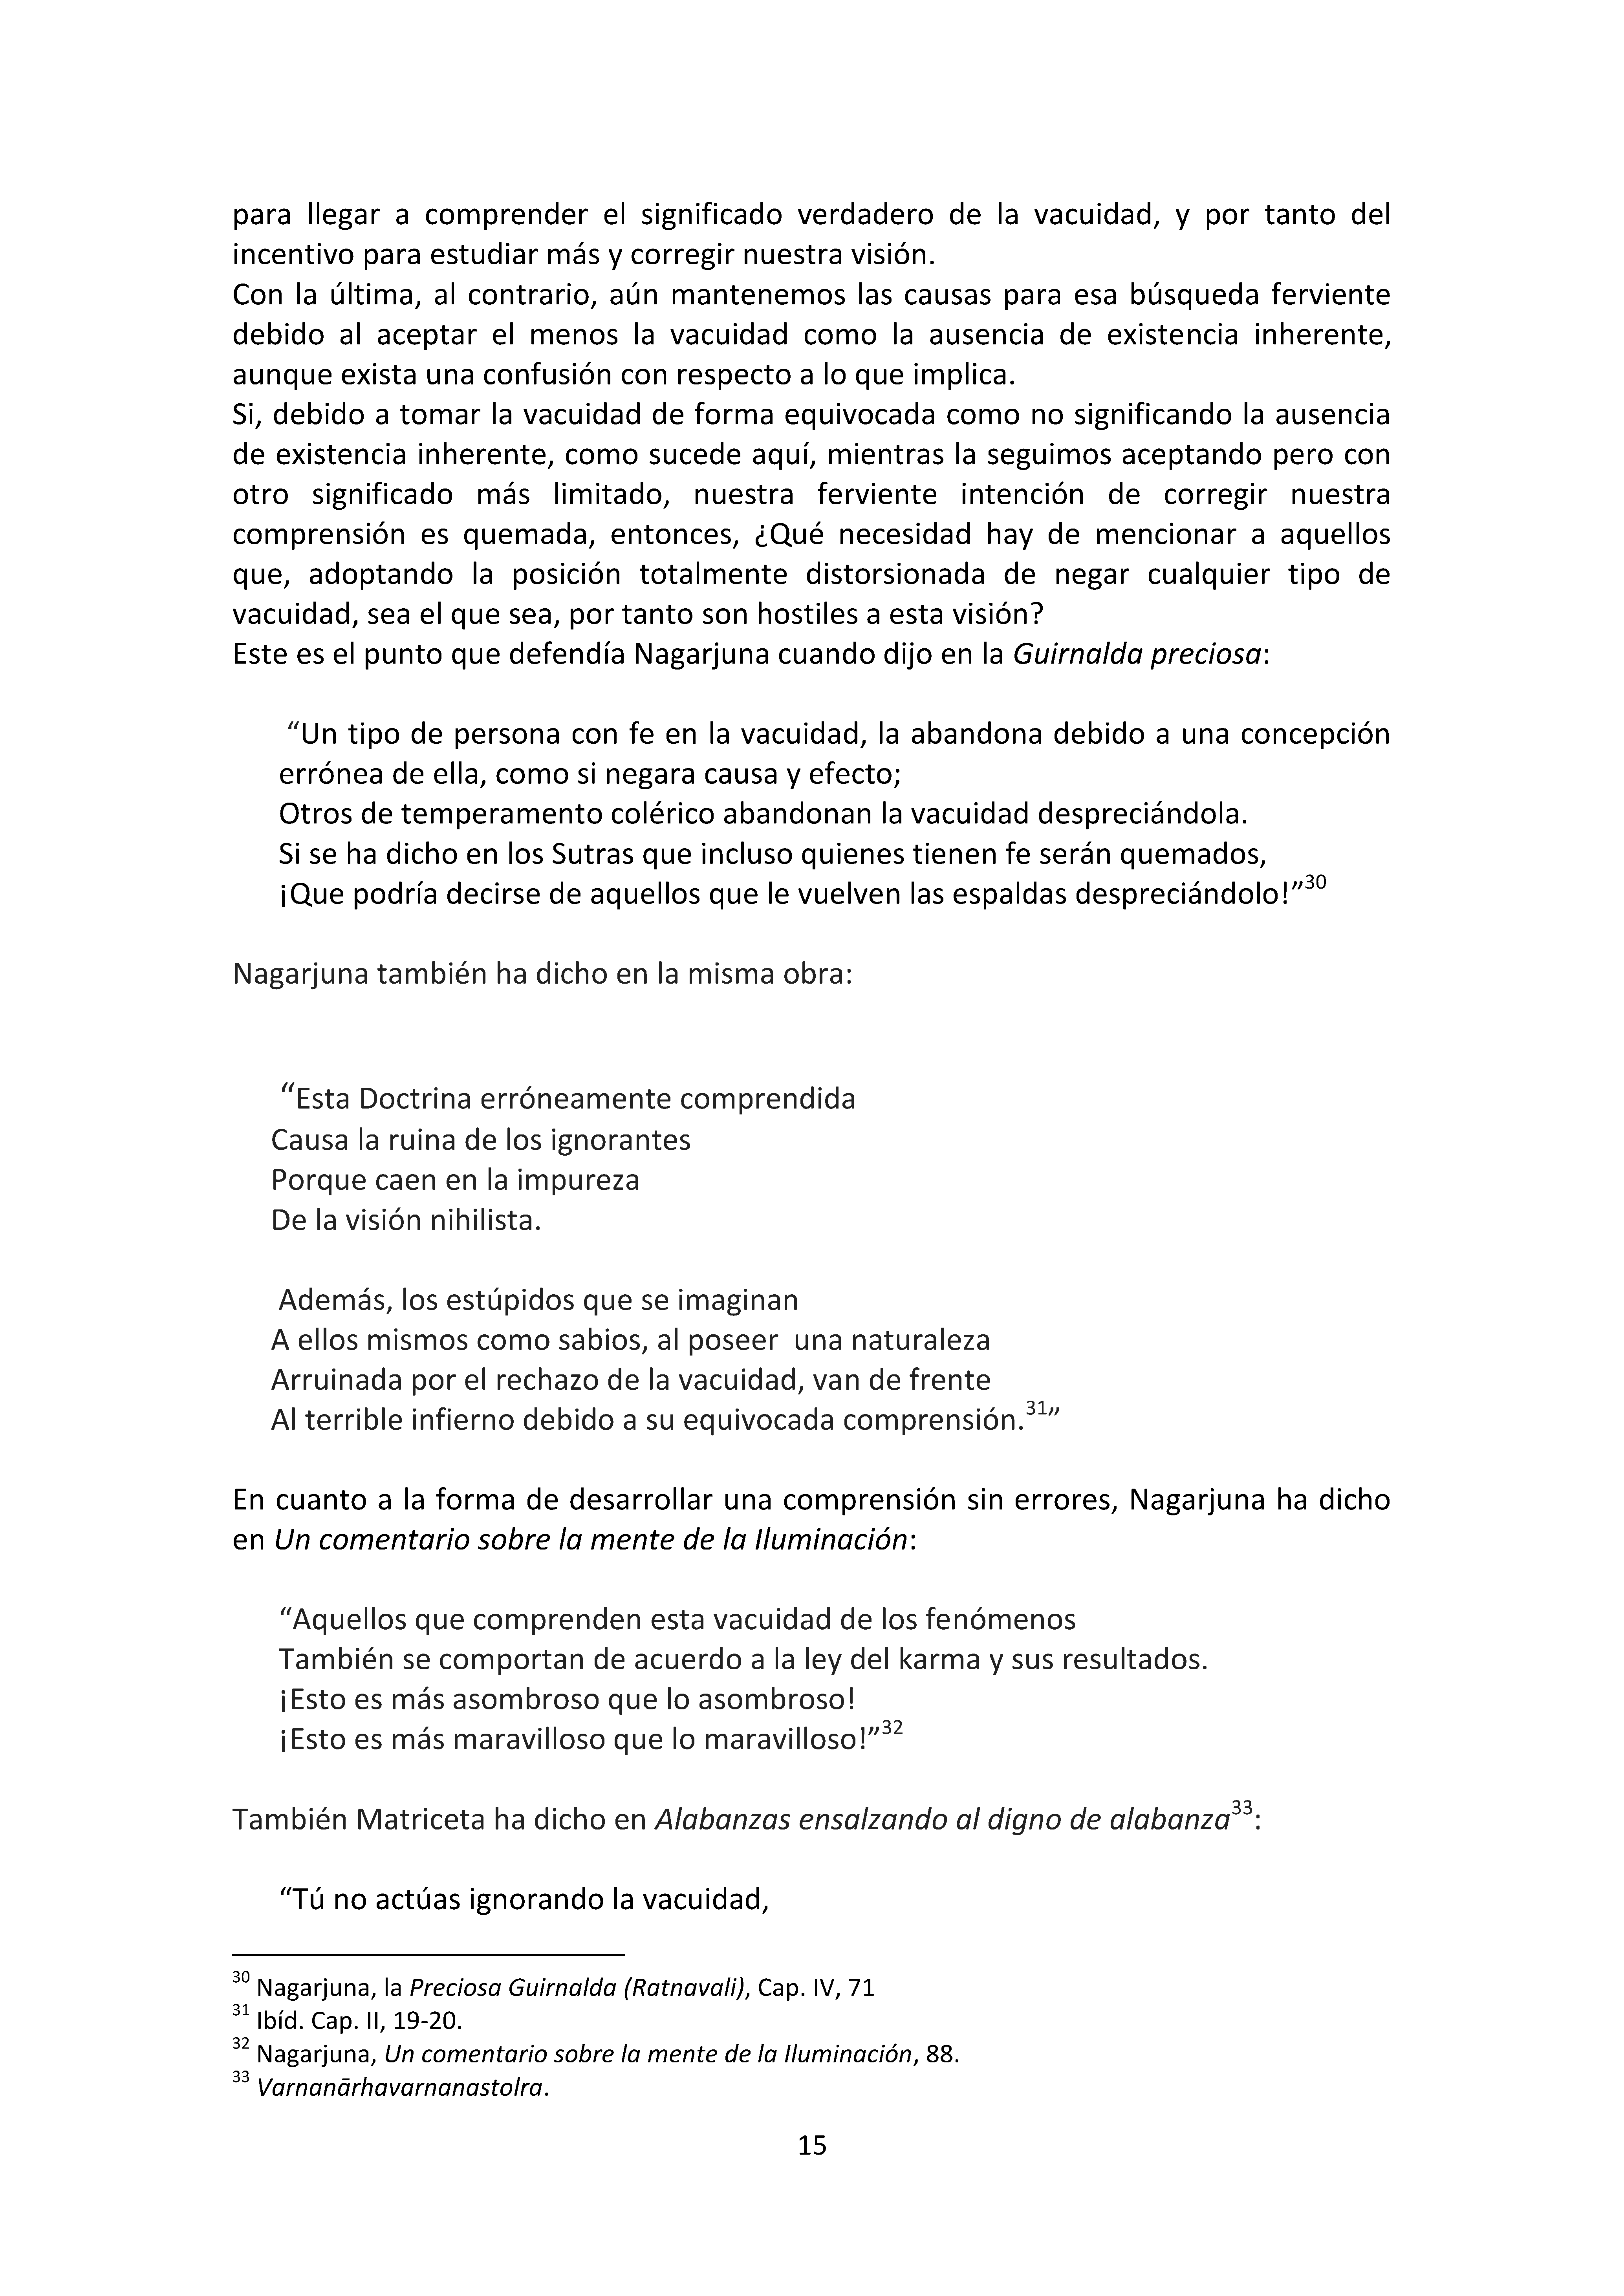 para llegar a comprender el significado verdadero de la vacuidad, y por tanto del
incentivo para estudiar más y corregir nuestra visión.
Con la última, al contrario, aún mantenemos las causas para esa búsqueda ferviente
debido al aceptar el menos la vacuidad como la ausencia de existencia inherente,
aunque exista una confusión con respecto a lo que implica.
Si, debido a tomar la vacuidad de forma equivocada como no significando la ausencia
de existencia inherente, como sucede aquí, mientras la seguimos aceptando pero con
otro significado más limitado, nuestra ferviente intención de corregir nuestra
comprensión es quemada, entonces, ¿Qué necesidad hay de mencionar a aquellos
que, adoptando la posición totalmente distorsionada de negar cualquier tipo de
vacuidad, sea el que sea, por tanto son hostiles a esta visión?
Este es el punto que defendía Nagarjuna cuando dijo en la Guirnalda preciosa:
“Un tipo de persona con fe en la vacuidad, la abandona debido a una concepción
errónea de ella, como si negara causa y efecto;
Otros de temperamento colérico abandonan la vacuidad despreciándola.
Si se ha dicho en los Sutras que incluso quienes tienen fe serán quemados,
¡Que podría decirse de aquellos que le vuelven las espaldas despreciándolo!”30
Nagarjuna también ha dicho en la misma obra:
“Esta Doctrina erróneamente comprendida
Causa la ruina de los ignorantes
Porque caen en la impureza
De la visión nihilista.
Además, los estúpidos que se imaginan
A ellos mismos como sabios, al poseer  una naturaleza
Arruinada por el rechazo de la vacuidad, van de frente
Al terrible infierno debido a su equivocada comprensión.31”
En cuanto a la forma de desarrollar una comprensión sin errores, Nagarjuna ha dicho
en Un comentario sobre la mente de la Iluminación:
“Aquellos que comprenden esta vacuidad de los fenómenos
También se comportan de acuerdo a la ley del karma y sus resultados.
¡Esto es más asombroso que lo asombroso!
¡Esto es más maravilloso que lo maravilloso!”32
También Matriceta ha dicho en Alabanzas ensalzando al digno de alabanza33:
“Tú no actúas ignorando la vacuidad,
30 Nagarjuna, la Preciosa Guirnalda (Ratnavali), Cap. IV, 71
31 Ibíd. Cap. II, 19-20.
32 Nagarjuna, Un comentario sobre la mente de la Iluminación, 88.
33 Varnanārhavarnanastolra.
15